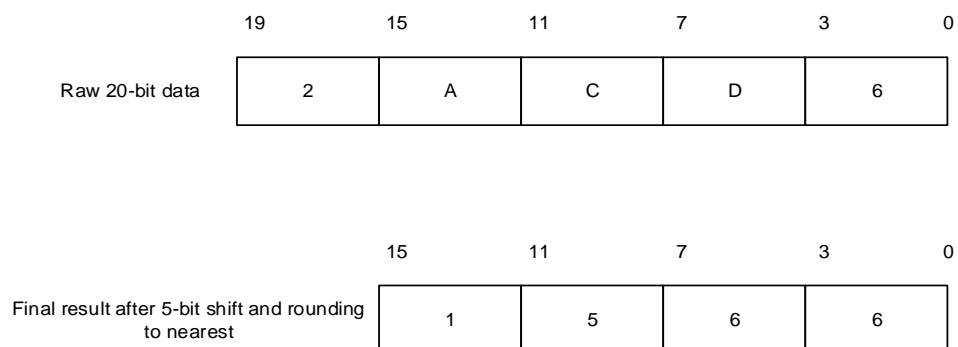 19 15 11 7 3 0
Raw 20-bit data 2 A C D 6
15 11 7 3 0
Final result after 5-bit shift and rounding
to nearest
1 5 6 6